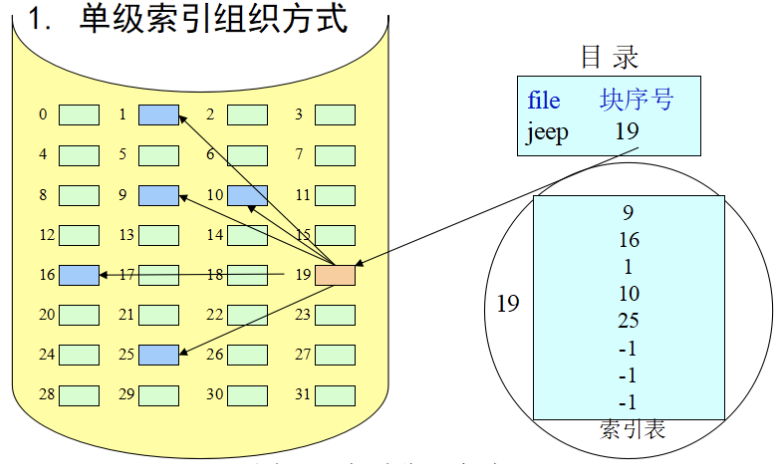 1. 单级索引组织方式
目 录
file 块序号
jeep 19
0 1 2 3
4 5 6 7
8 9 10 11
12 13 14 15
16 17 18 19
20 21 22 23
24 25 26 27
28 29 30 31
19
9
16
1
10
25
-1
-1
-1
索引表